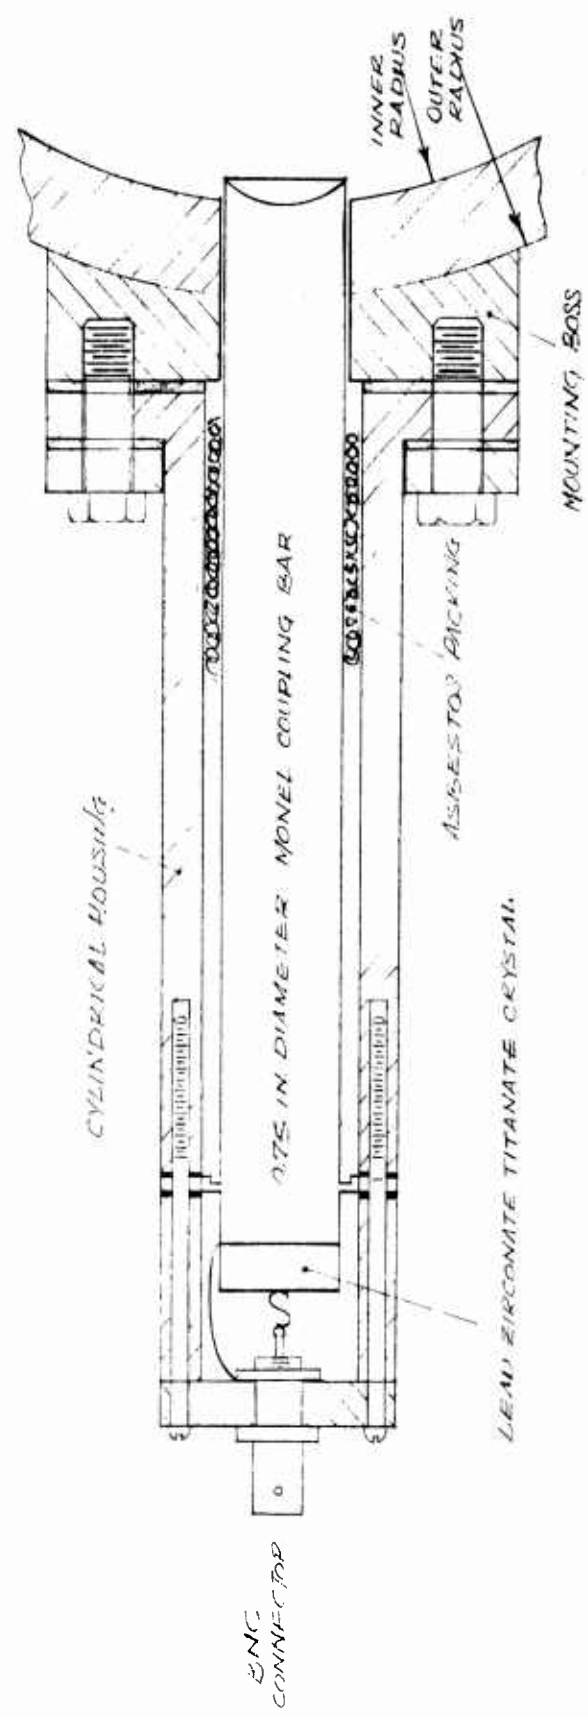 INNER
RADIUS
OUTER
RADIUS
MOUNTING BOSS
ASBESTOS PACKING
0.75 IN DIAMETER MONEL COUPLING BAR
CYLINDRICAL HOUSING
LEAD ZIRCONATE TITANATE CRYSTAL
BNC
CONNECTOR